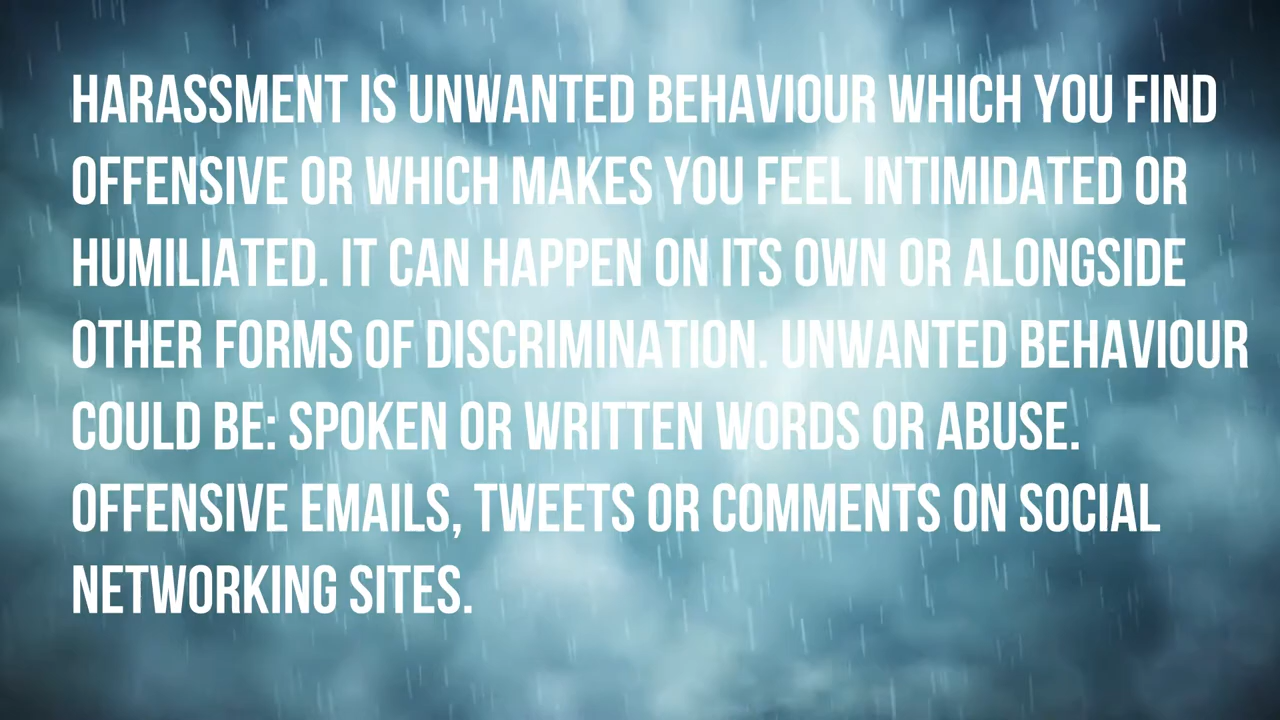 HARASSMENT IS UNWANTED BEHAVIOUR WHICH YOU FIND
OFFENSIVE OR WHICH MAKES YOU FEEL INTIMIDATED OR
HUMILIATED. IT CAN HAPPEN ON ITS OWN OR ALONGSIDE
OTHER FORMS OF DISCRIMINATION. UNWANTED BEHAVIOUR
COULD BE: SPOKEN OR WRITTEN WORDS OR ABUSE.
OFFENSIVE EMAILS, TWEETS OR COMMENTS ON SOCIAL
NETWORKING SITES.